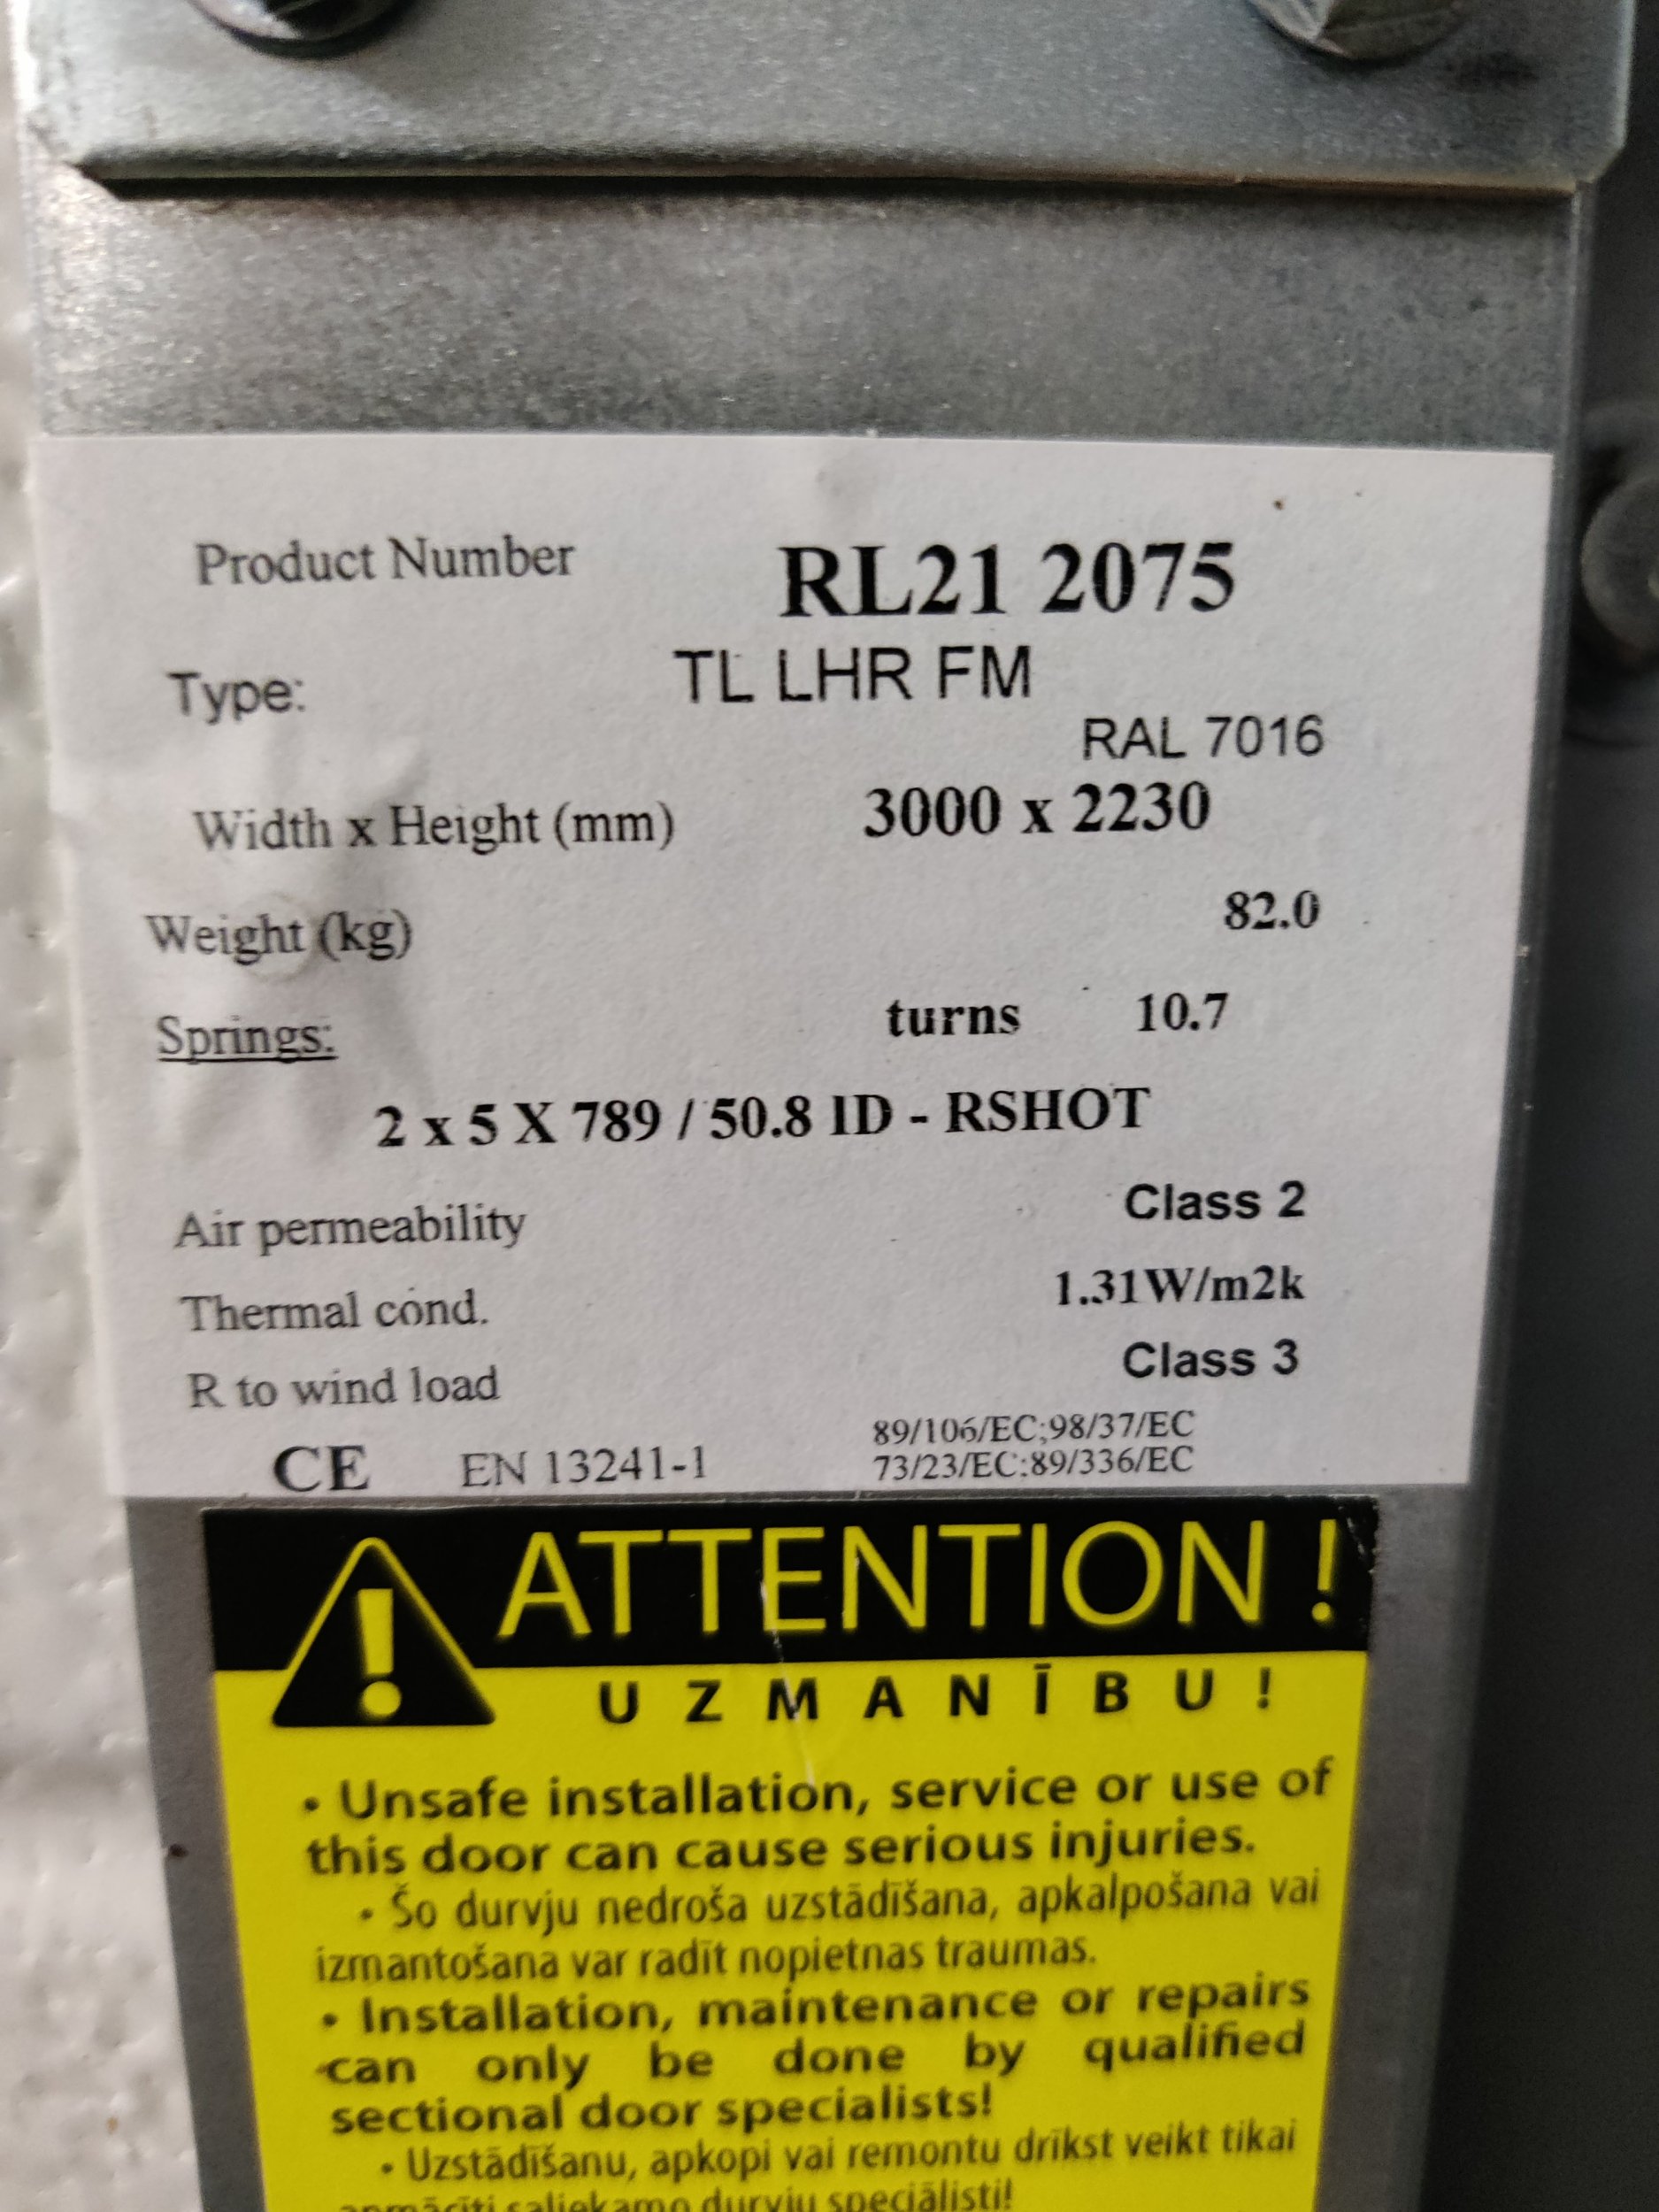 Product Number RL21 2075
Type: TL LHR FM
RAL 7016
Width x Height (mm) 3000 x 2230
Weight (kg) 82.0
Springs: turns 10.7
2 x 5 X 789 / 50.8 ID - RSHOT
Air permeability Class 2
Thermal cond. 1.31W/m2k
R to wind load Class 3
89/106/EC;98/37/EC
CE EN 13241-1 73/23/EC:89/336/EC
ATTENTION !
UZMANĪBU!
• Unsafe installation, service or use of
this door can cause serious injuries.
• Šo durvju nedroša uzstādīšana, apkalpošana vai
izmantošana var radīt nopietnas traumas.
• Installation, maintenance or repairs
can only be done by qualified
sectional door specialists!
• Uzstādīšanu, apkopi vai remontu drīkst veikt tikai
apmācīti saliekamo durvju speciālisti!